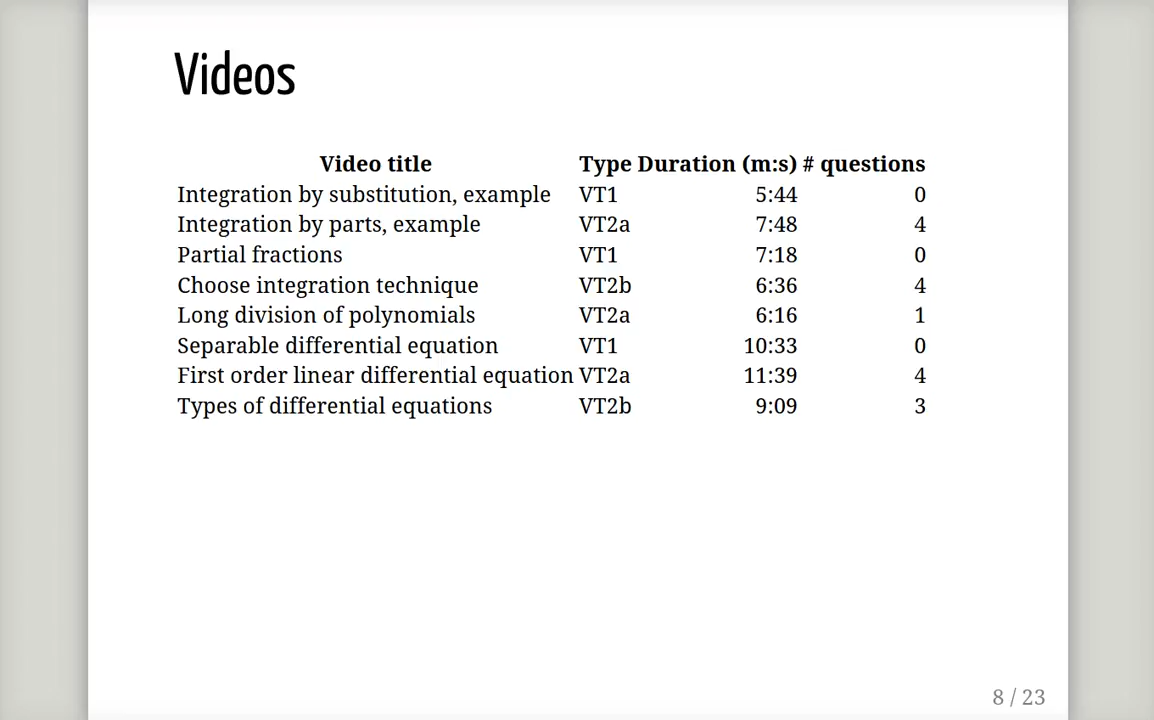 Videos
Video title Type Duration (m:s) # questions
Integration by substitution, example VT1 5:44 0
Integration by parts, example VT2a 7:48 4
Partial fractions VT1 7:18 0
Choose integration technique VT2b 6:36 4
Long division of polynomials VT2a 6:16 1
Separable differential equation VT1 10:33 0
First order linear differential equation VT2a 11:39 4
Types of differential equations VT2b 9:09 3
8 / 23